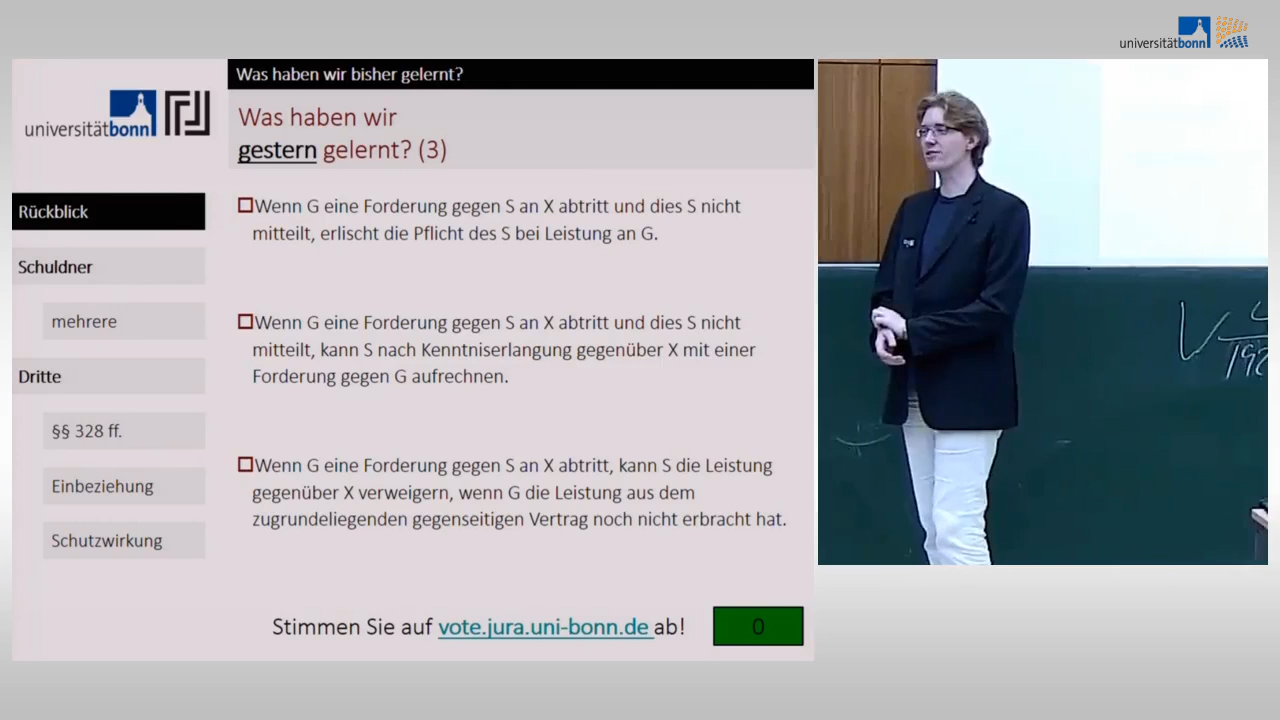 universitätbonn
Was haben wir bisher gelernt?
universitätbonn
Was haben wir
gestern gelernt? (3)
Rückblick
Schuldner
mehrere
Dritte
§§ 328 ff.
Einbeziehung
Schutzwirkung
Wenn G eine Forderung gegen S an X abtritt und dies S nicht
mitteilt, erlischt die Pflicht des S bei Leistung an G.
Wenn G eine Forderung gegen S an X abtritt und dies S nicht
mitteilt, kann S nach Kenntniserlangung gegenüber X mit einer
Forderung gegen G aufrechnen.
Wenn G eine Forderung gegen S an X abtritt, kann S die Leistung
gegenüber X verweigern, wenn G die Leistung aus dem
zugrundeliegenden gegenseitigen Vertrag noch nicht erbracht hat.
Stimmen Sie auf vote.jura.uni-bonn.de ab!
0